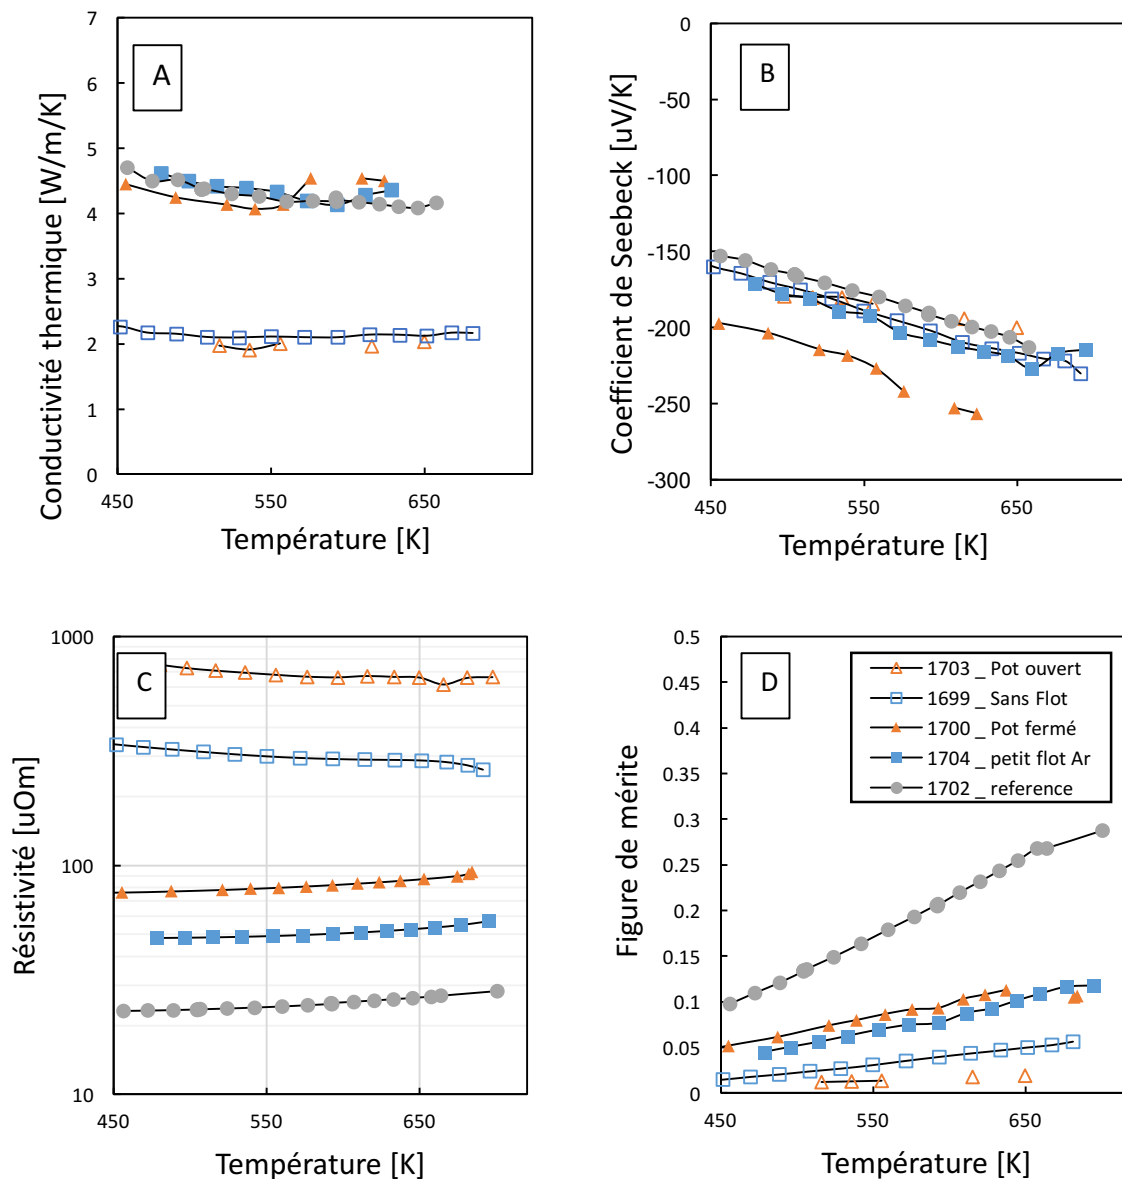 A
Conductivité thermique [W/m/K]
7
6
5
4
3
2
1
0
450
550
650
Température [K]
B
Coefficient de Seebeck [uV/K]
0
-50
-100
-150
-200
-250
-300
450
550
650
Température [K]
C
Résistivité [uOm]
1000
100
10
450
550
650
Température [K]
D
Figure de mérite
0.5
0.45
0.4
0.35
0.3
0.25
0.2
0.15
0.1
0.05
0
450
550
650
Température [K]
1703 _ Pot ouvert
1699 _ Sans Flot
1700 _ Pot fermé
1704 _ petit flot Ar
1702 _ reference